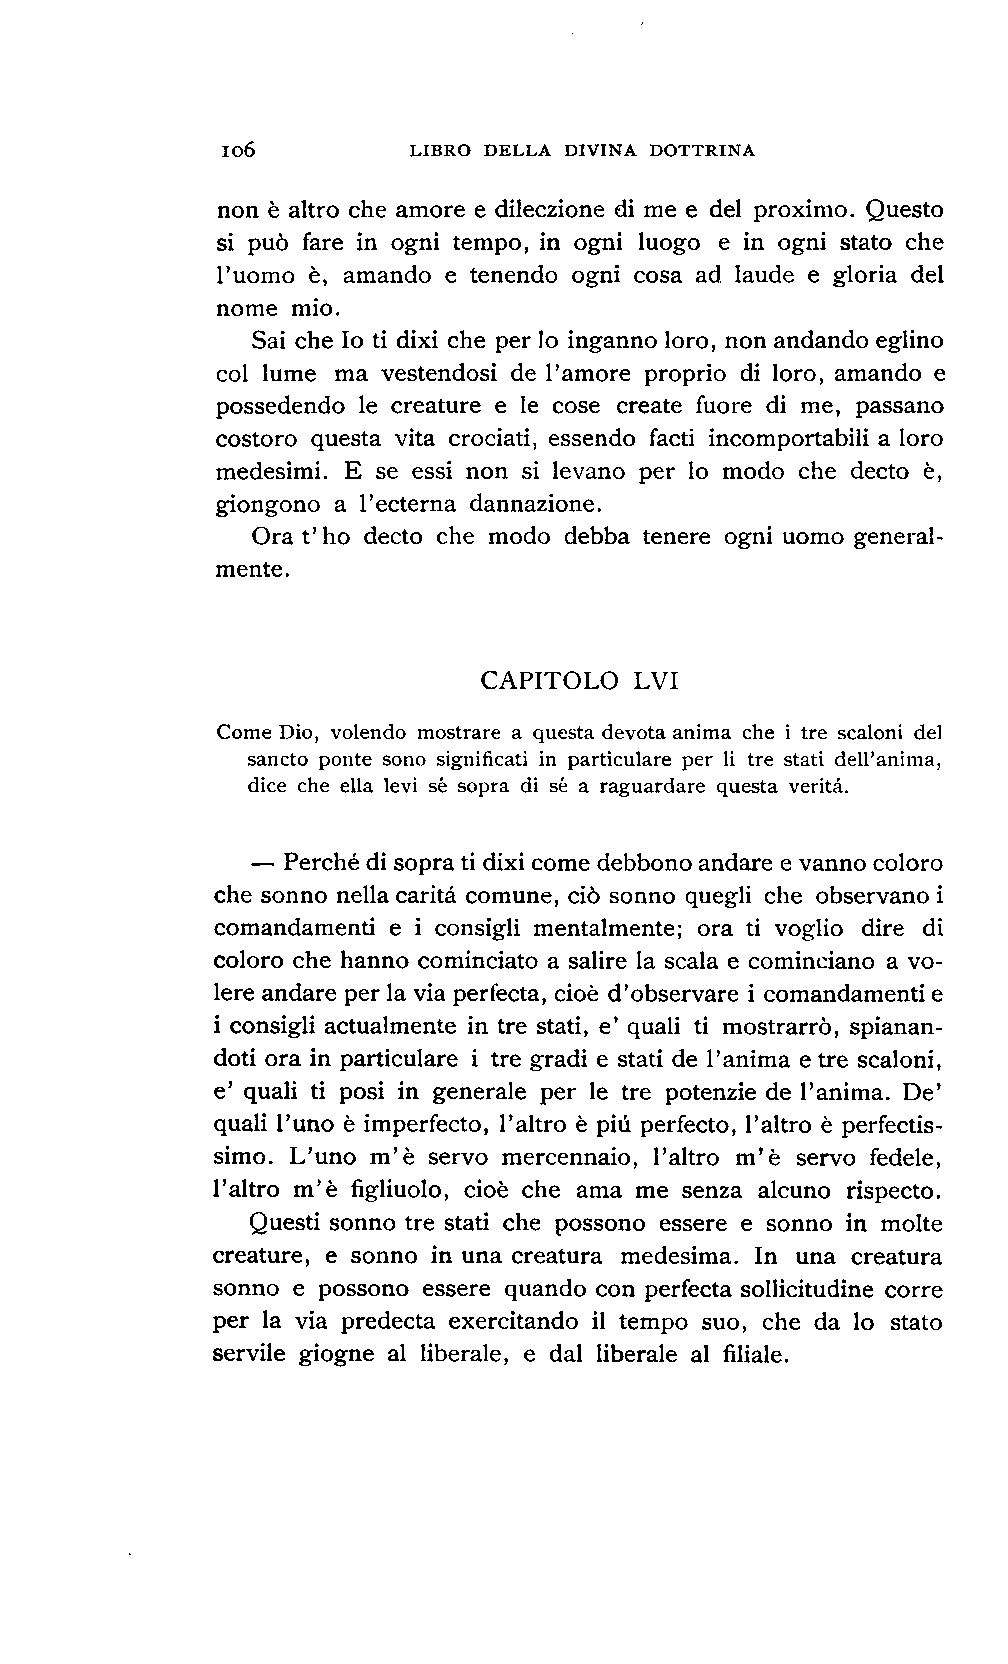 106 LIBRO DELLA DIVINA DOTTRINA
non è altro che amore e dileczione di me e del proximo. Questo
si può fare in ogni tempo, in ogni luogo e in ogni stato che
l'uomo è, amando e tenendo ogni cosa ad laude e gloria del
nome mio.
Sai che Io ti dixi che per lo inganno loro, non andando eglino
col lume ma vestendosi de l'amore proprio di loro, amando e
possedendo le creature e le cose create fuore di me, passano
costoro questa vita crociati, essendo facti incomportabili a loro
medesimi. E se essi non si levano per lo modo che decto è,
giongono a l'ecterna dannazione.
Ora t' ho decto che modo debba tenere ogni uomo general-
mente.
CAPITOLO LVI
Come Dio, volendo mostrare a questa devota anima che i tre scaloni del
sancto ponte sono significati in particulare per li tre stati dell'anima,
dice che ella levi sé sopra di sé a raguardare questa veritá.
— Perché di sopra ti dixi come debbono andare e vanno coloro
che sonno nella caritá comune, ciò sonno quegli che observano i
comandamenti e i consigli mentalmente; ora ti voglio dire di
coloro che hanno cominciato a salire la scala e cominciano a vo-
lere andare per la via perfecta, cioè d'observare i comandamenti e
i consigli actualmente in tre stati, e' quali ti mostrarrò, spianan-
doti ora in particulare i tre gradi e stati de l'anima e tre scaloni,
e' quali ti posi in generale per le tre potenzie de l'anima. De'
quali l'uno è imperfecto, l'altro è piú perfecto, l'altro è perfectis-
simo. L'uno m'è servo mercennaio, l'altro m'è servo fedele,
l'altro m'è figliuolo, cioè che ama me senza alcuno rispecto.
Questi sonno tre stati che possono essere e sonno in molte
creature, e sonno in una creatura medesima. In una creatura
sonno e possono essere quando con perfecta sollicitudine corre
per la via predecta exercitando il tempo suo, che da lo stato
servile giogne al liberale, e dal liberale al filiale.